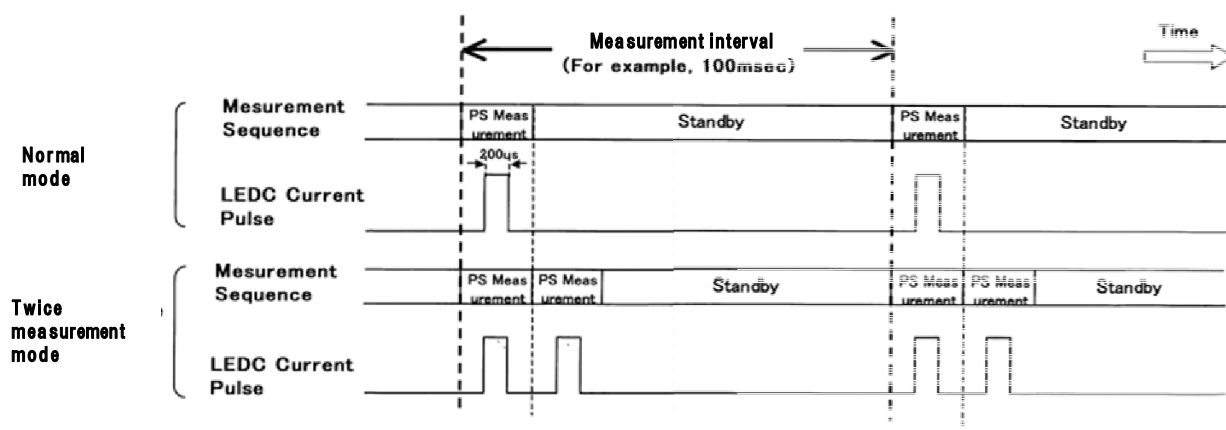 Measurement interval
(For example, 100msec)
Time
Normal
mode
Mesurement
Sequence
PS Meas
urement
Standby
PS Meas
urement
Standby
200us
LEDC Current
Pulse
Twice
measurement
mode
Mesurement
Sequence
PS Meas
urement
PS Meas
urement
Standby
PS Meas
urement
PS Meas
urement
Standby
LEDC Current
Pulse